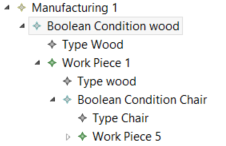 Manufacturing 1
Boolean Condition wood
Type Wood
Work Piece 1
Type wood
Boolean Condition Chair
Type Chair
Work Piece 5